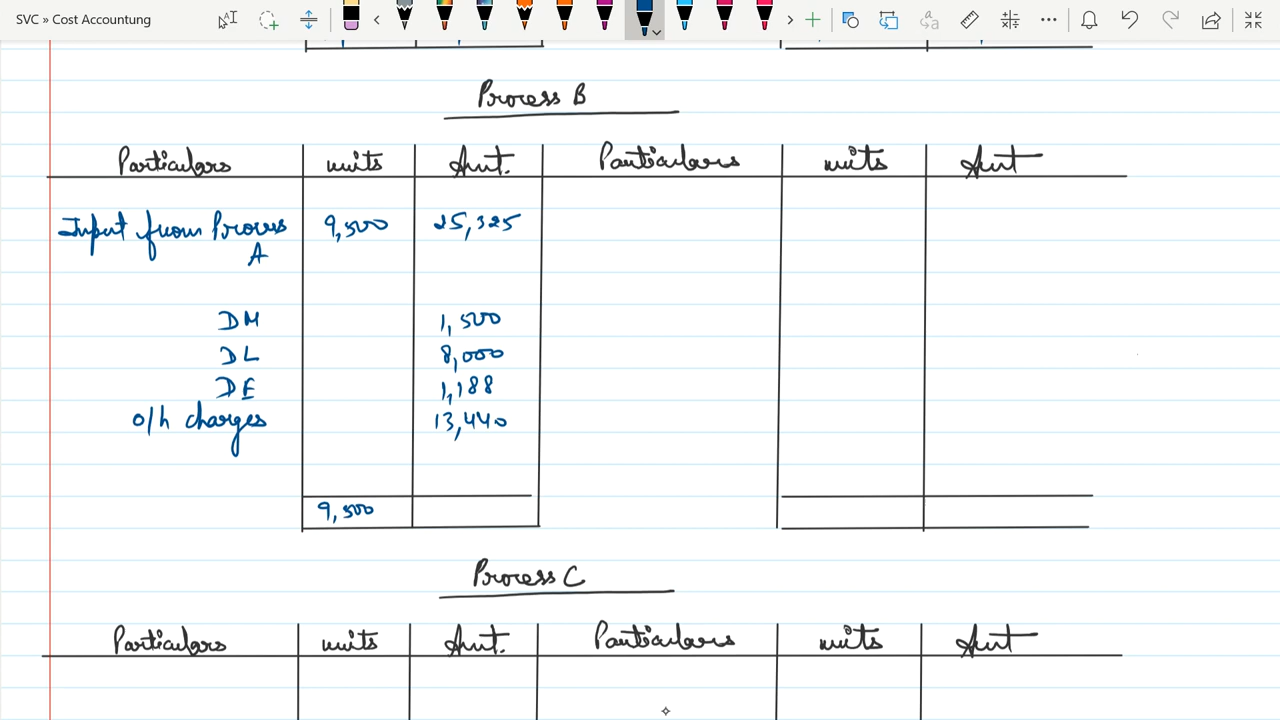 SVC » Cost Accountung
Process B
Particulars units Amt. Particulars units Amt
Input from Process 9,500 25,325
A
DM 1,500
DL 8,000
DE 1,188
o/h charges 13,440
9,500
Process C
Particulars units Amt. Particulars units Amt